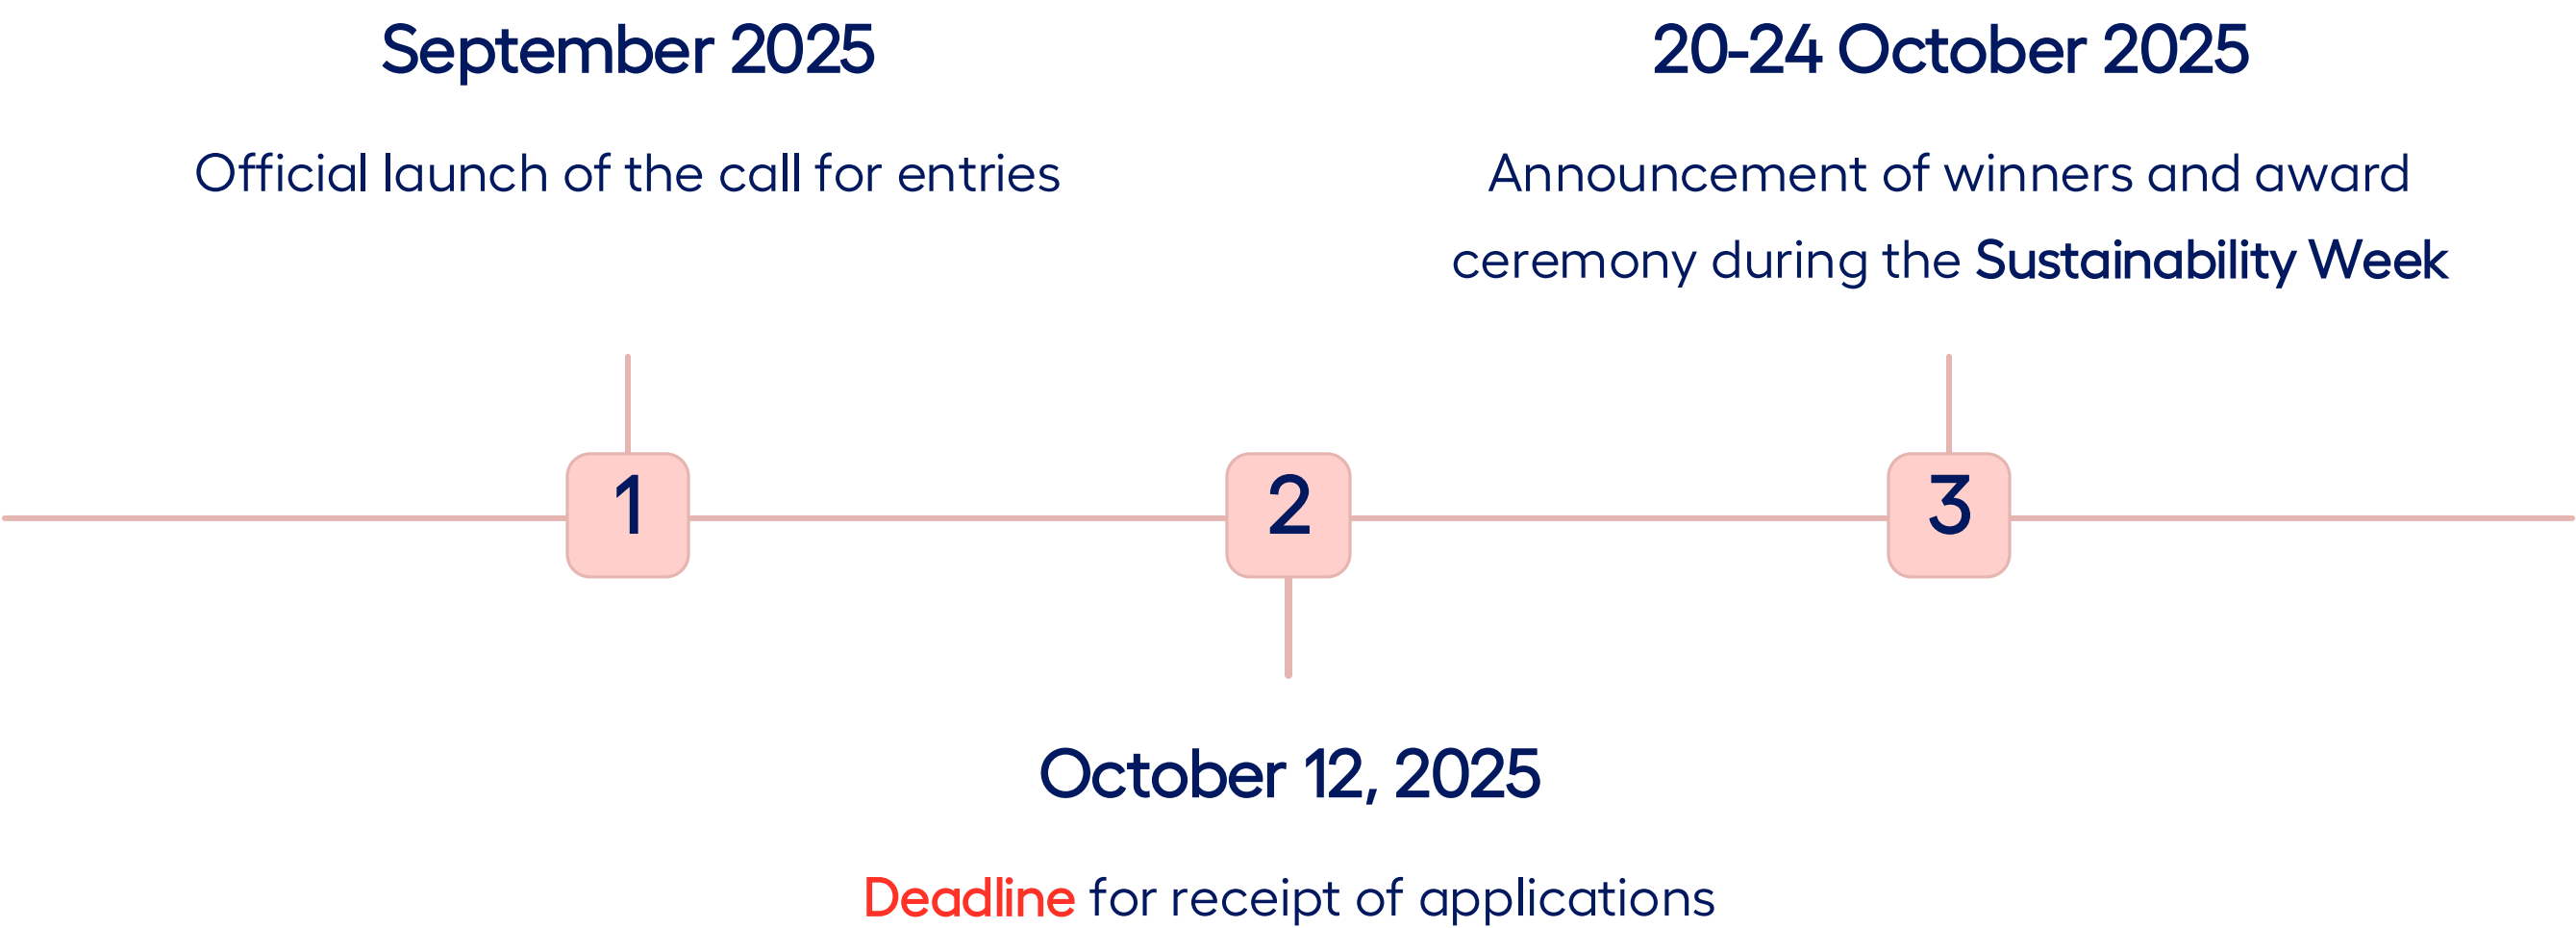 September 2025
Official launch of the call for entries
20-24 October 2025
Announcement of winners and award
ceremony during the Sustainability Week
1
2
3
October 12, 2025
Deadline for receipt of applications